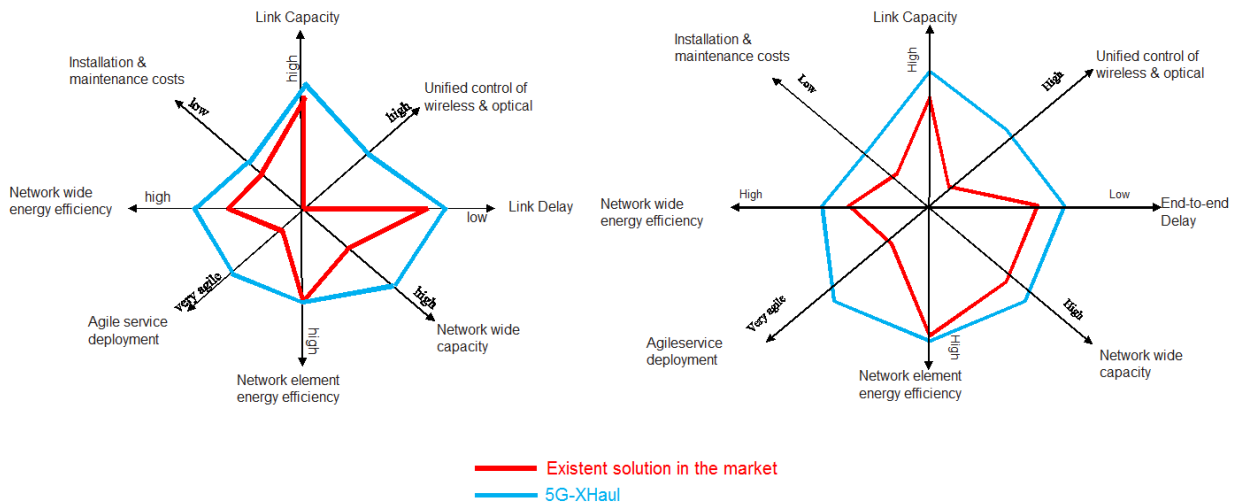 Link Capacity
high
Installation &
maintenance costs
low
Unified control of
wireless & optical
high
Network wide
energy efficiency
high
Link Delay
low
very agile
Agile service
deployment
high
Network wide
capacity
high
Network element
energy efficiency
Link Capacity
High
Installation &
maintenance costs
Low
Unified control of
wireless & optical
High
Network wide
energy efficiency
High
End-to-end
Delay
Low
Very agile
Agileservice
deployment
High
Network wide
capacity
High
Network element
energy efficiency
Existent solution in the market
5G-XHaul